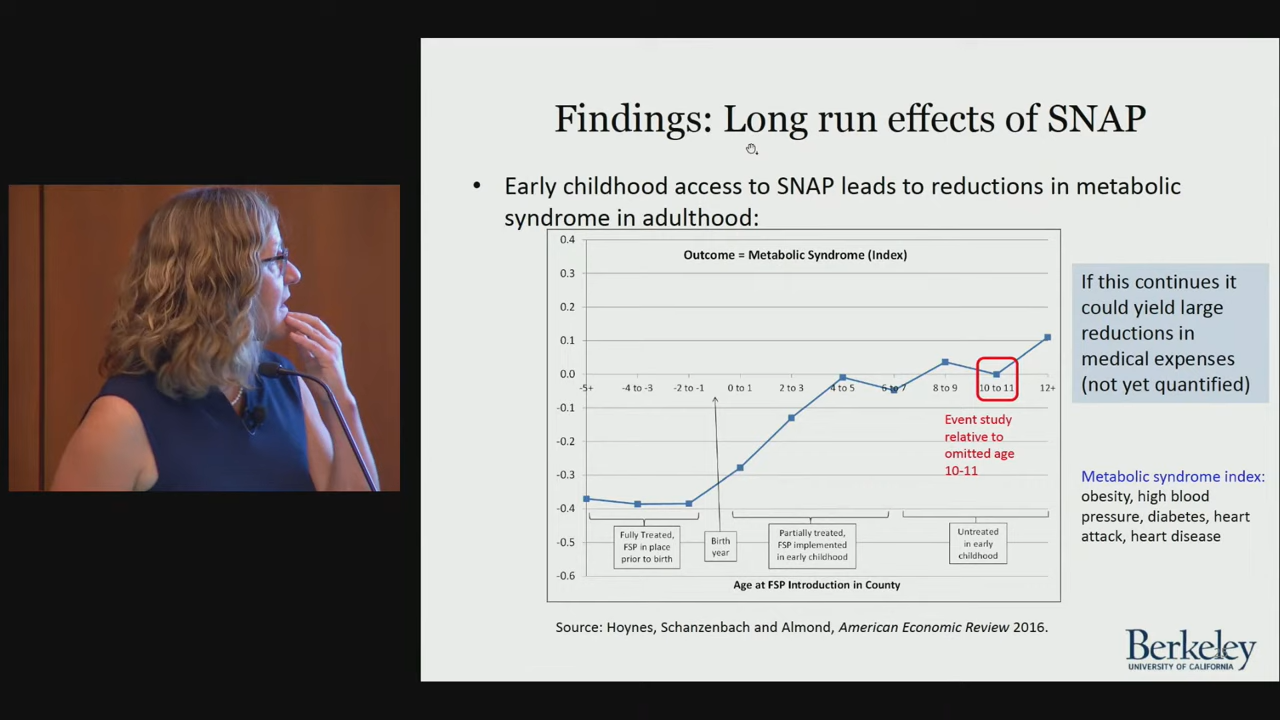 Findings: Long run effects of SNAP
• Early childhood access to SNAP leads to reductions in metabolic
syndrome in adulthood:
Outcome = Metabolic Syndrome (Index)
0.4
0.3
0.2
0.1
0.0
-0.1
-0.2
-0.3
-0.4
-0.5
-0.6
-5+
-4 to -3
-2 to -1
0 to 1
2 to 3
4 to 5
6 to 7
8 to 9
10 to 11
12+
Event study
relative to
omitted age
10-11
Fully Treated,
FSP in place
prior to birth
Birth
year
Partially treated,
FSP implemented
in early childhood
Untreated
in early
childhood
Age at FSP Introduction in County
If this continues it
could yield large
reductions in
medical expenses
(not yet quantified)
Metabolic syndrome index:
obesity, high blood
pressure, diabetes, heart
attack, heart disease
Source: Hoynes, Schanzenbach and Almond, American Economic Review 2016.
Berkeley
UNIVERSITY OF CALIFORNIA